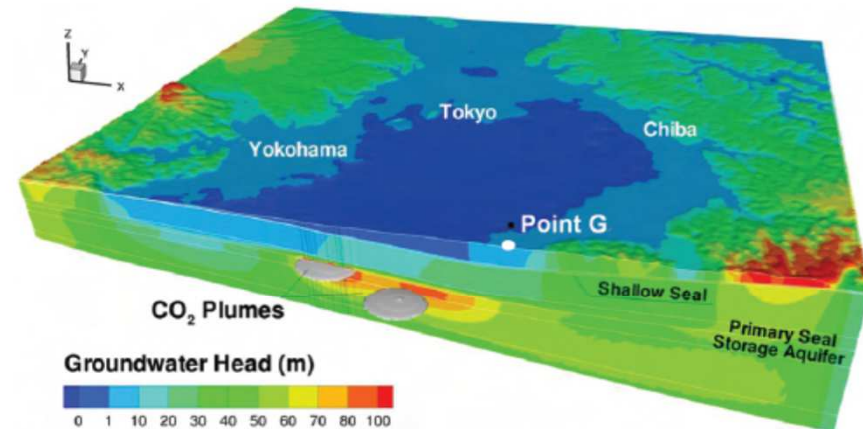 Z
Y
X
Tokyo
Chiba
Yokohama
Point G
CO₂ Plumes
Shallow Seal
Primary Seal
Storage Aquifer
Groundwater Head (m)
0 1 10 20 30 40 50 60 70 80 100